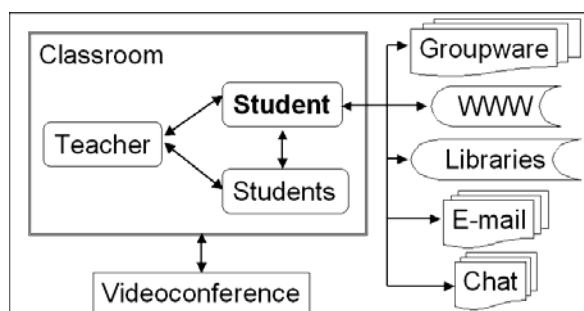 Classroom
Student
Teacher
Students
Videoconference
Groupware
WWW
Libraries
E-mail
Chat